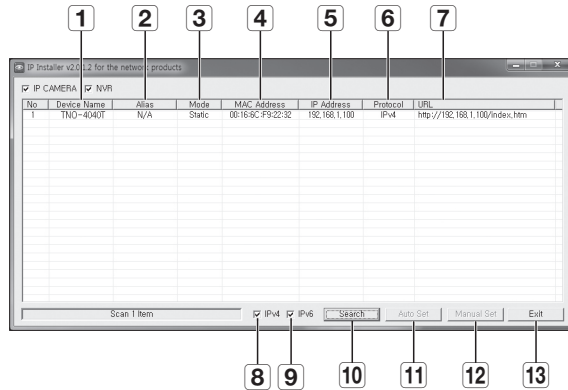 1 2 3 4 5 6 7
IP Installer v2.0.1.2 for the network products
IP CAMERA NVR
No Device Name Alias Mode MAC Address IP Address Protocol URL
1 TNO-4040T N/A Static 00:16:6C:F9:22:32 192,168,1,100 IPv4 http://192,168,1,100/index,htm
Scan 1 Item IPv4 IPv6 Search Auto Set Manual Set Exit
8 9 10 11 12 13